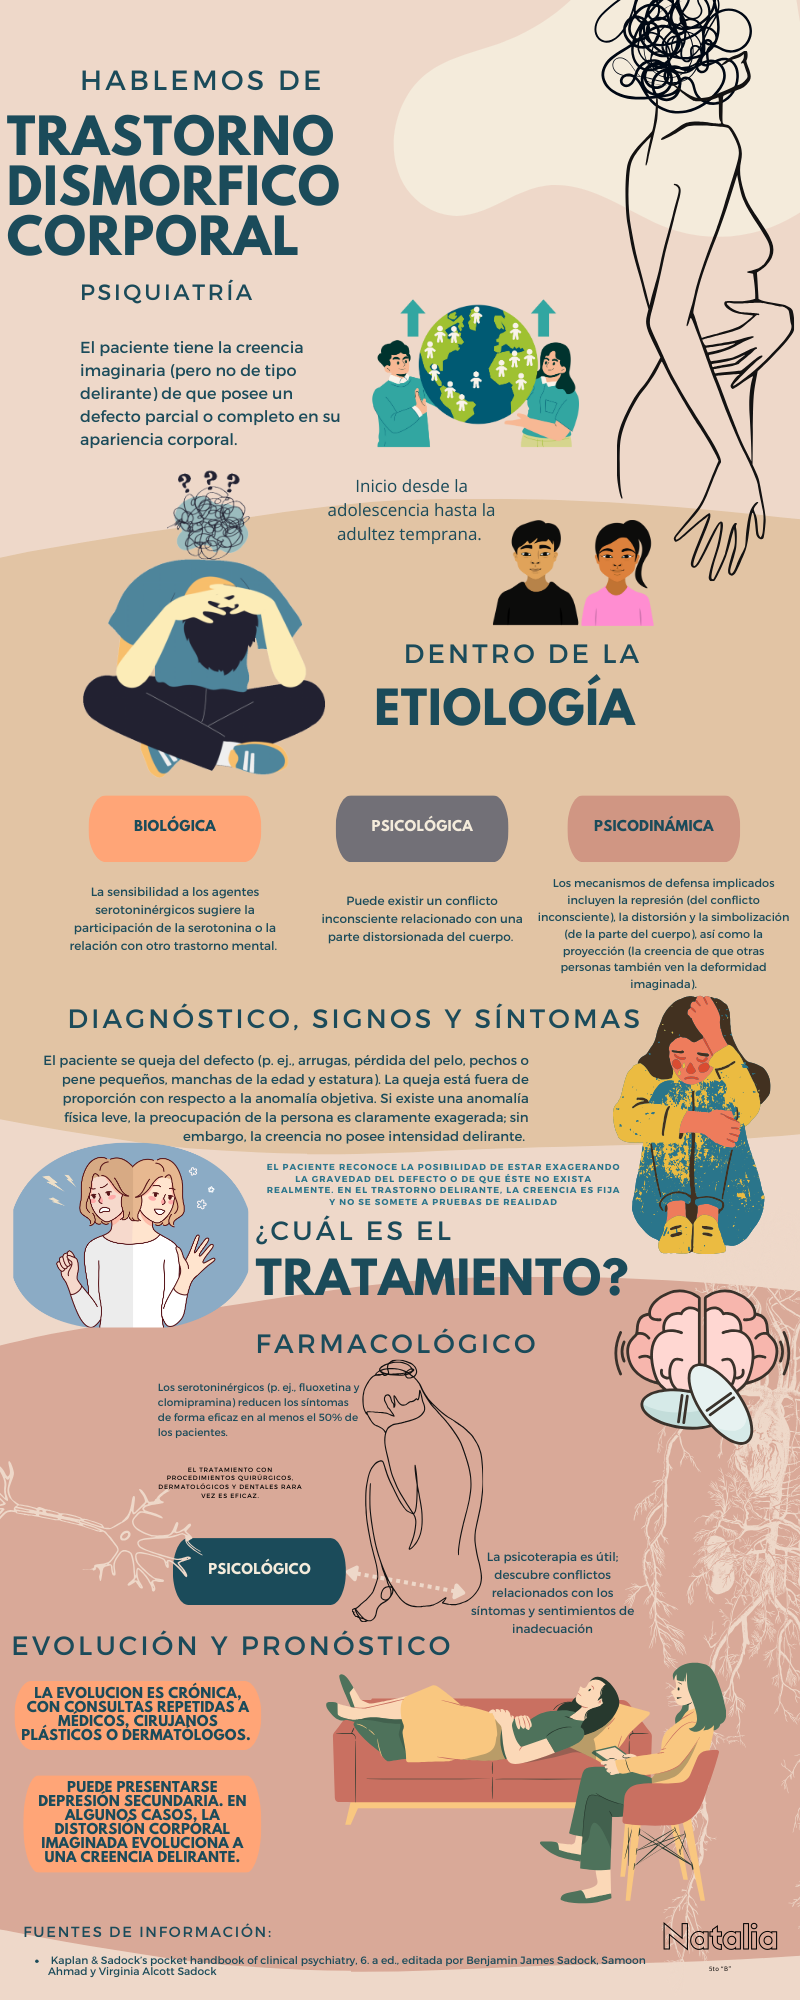 HABLEMOS DE
TRASTORNO
DISMORFICO
CORPORAL
PSIQUIATRÍA
El paciente tiene la creencia
imaginaria (pero no de tipo
delirante) de que posee un
defecto parcial o completo en su
apariencia corporal.
? ? ?
Inicio desde la
adolescencia hasta la
adultez temprana.
DENTRO DE LA
ETIOLOGÍA
BIOLÓGICA
La sensibilidad a los agentes
serotoninérgicos sugiere la
participación de la serotonina o la
relación con otro trastorno mental.
PSICOLÓGICA
Puede existir un conflicto
inconsciente relacionado con una
parte distorsionada del cuerpo.
PSICODINÁMICA
Los mecanismos de defensa implicados
incluyen la represión (del conflicto
inconsciente), la distorsión y la simbolización
(de la parte del cuerpo), así como la
proyección (la creencia de que otras
personas también ven la deformidad
imaginada).
DIAGNÓSTICO, SIGNOS Y SÍNTOMAS
El paciente se queja del defecto (p. ej., arrugas, pérdida del pelo, pechos o
pene pequeños, manchas de la edad y estatura). La queja está fuera de
proporción con respecto a la anomalía objetiva. Si existe una anomalía
física leve, la preocupación de la persona es claramente exagerada; sin
embargo, la creencia no posee intensidad delirante.
EL PACIENTE RECONOCE LA POSIBILIDAD DE ESTAR EXAGERANDO
LA GRAVEDAD DEL DEFECTO O DE QUE ÉSTE NO EXISTA
REALMENTE. EN EL TRASTORNO DELIRANTE, LA CREENCIA ES FIJA
Y NO SE SOMETE A PRUEBAS DE REALIDAD
¿CUÁL ES EL
TRATAMIENTO?
FARMACOLÓGICO
Los serotoninérgicos (p. ej., fluoxetina y
clomipramina) reducen los síntomas
de forma eficaz en al menos el 50% de
los pacientes.
EL TRATAMIENTO CON
PROCEDIMIENTOS QUIRÚRGICOS,
DERMATOLÓGICOS Y DENTALES RARA
VEZ ES EFICAZ.
PSICOLÓGICO
La psicoterapia es útil;
descubre conflictos
relacionados con los
síntomas y sentimientos de
inadecuación
EVOLUCIÓN Y PRONÓSTICO
LA EVOLUCION ES CRÓNICA,
CON CONSULTAS REPETIDAS A
MÉDICOS, CIRUJANOS
PLÁSTICOS O DERMATÓLOGOS.
PUEDE PRESENTARSE
DEPRESIÓN SECUNDARIA. EN
ALGUNOS CASOS, LA
DISTORSIÓN CORPORAL
IMAGINADA EVOLUCIONA A
UNA CREENCIA DELIRANTE.
FUENTES DE INFORMACIÓN:
• Kaplan & Sadock's pocket handbook of clinical psychiatry, 6. a ed., editada por Benjamin James Sadock, Samoon
Ahmad y Virginia Alcott Sadock
Natalia
5to "B"